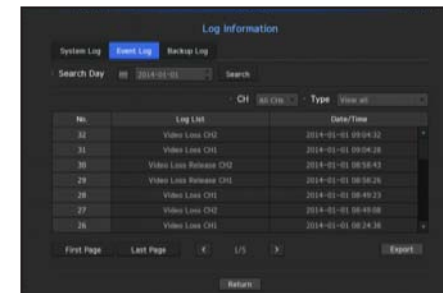 Log Information
System Log Event Log Backup Log
Search Day 2014-01-01 Search
CH All CHs Type View all
No. Log List Date/Time
32 Video Loss CH2 2014-01-01 09:04:32
31 Video Loss CH1 2014-01-01 09:04:28
30 Video Loss Release CH2 2014-01-01 08:58:43
29 Video Loss Release CH1 2014-01-01 08:58:26
28 Video Loss CH1 2014-01-01 08:49:23
27 Video Loss CH2 2014-01-01 08:49:08
26 Video Loss CH1 2014-01-01 08:24:36
First Page Last Page < 1/5 > Export
Return